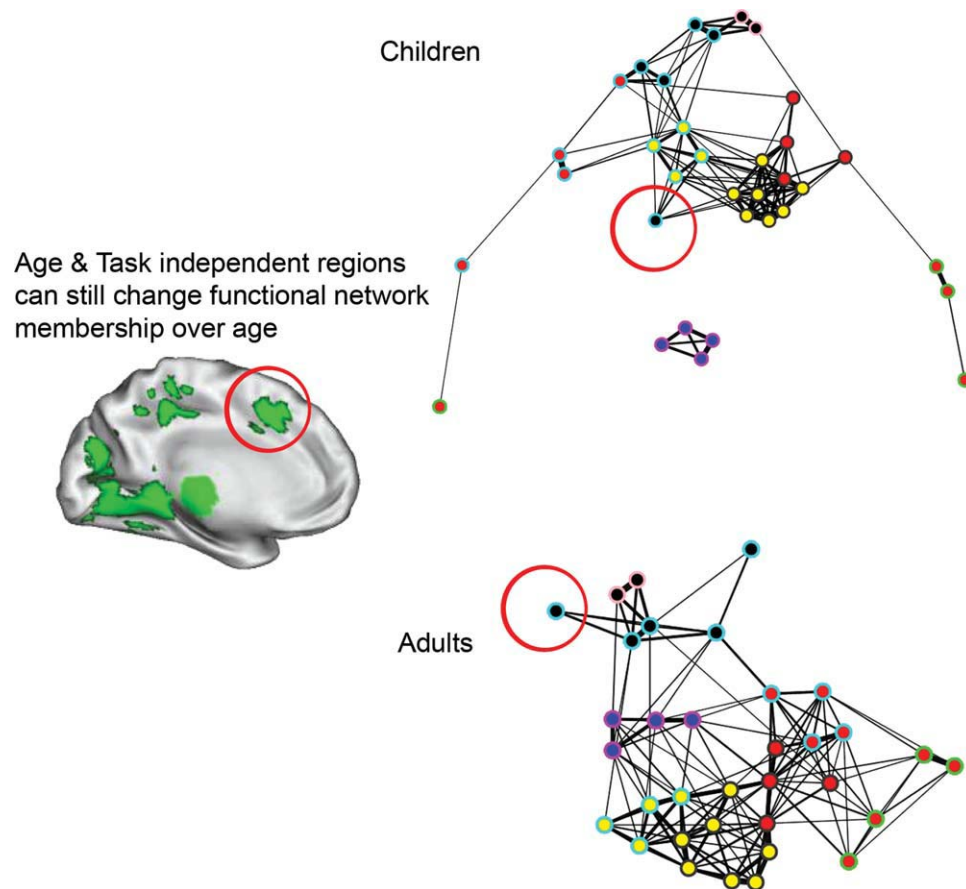 Children
Age & Task independent regions
can still change functional network
membership over age
Adults